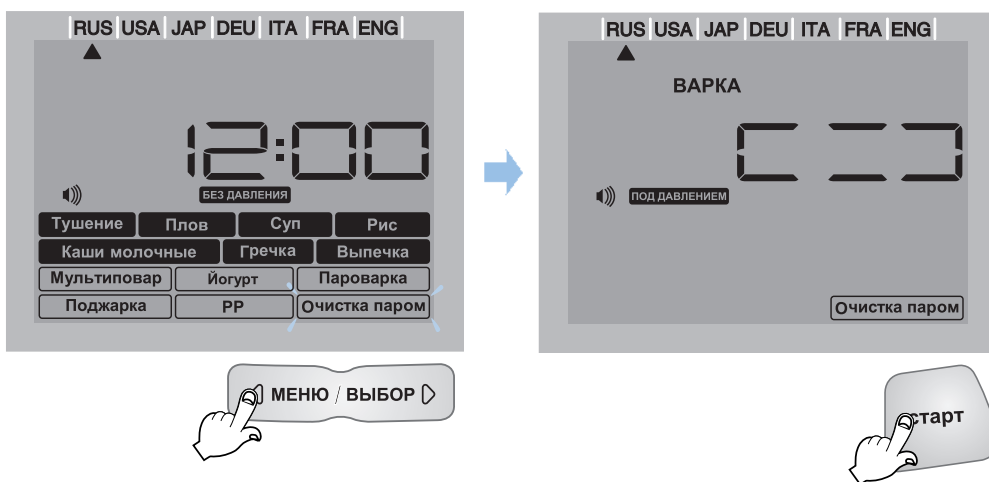 RUS USA JAP DEU ITA FRA ENG
12:00
БЕЗ ДАВЛЕНИЯ
Тушение Плов Суп Рис
Каши молочные Гречка Выпечка
Мультиповар Йогурт Пароварка
Поджарка РР Очистка паром
МЕНЮ / ВЫБОР
RUS USA JAP DEU ITA FRA ENG
ВАРКА
ПОД ДАВЛЕНИЕМ
Очистка паром
старт